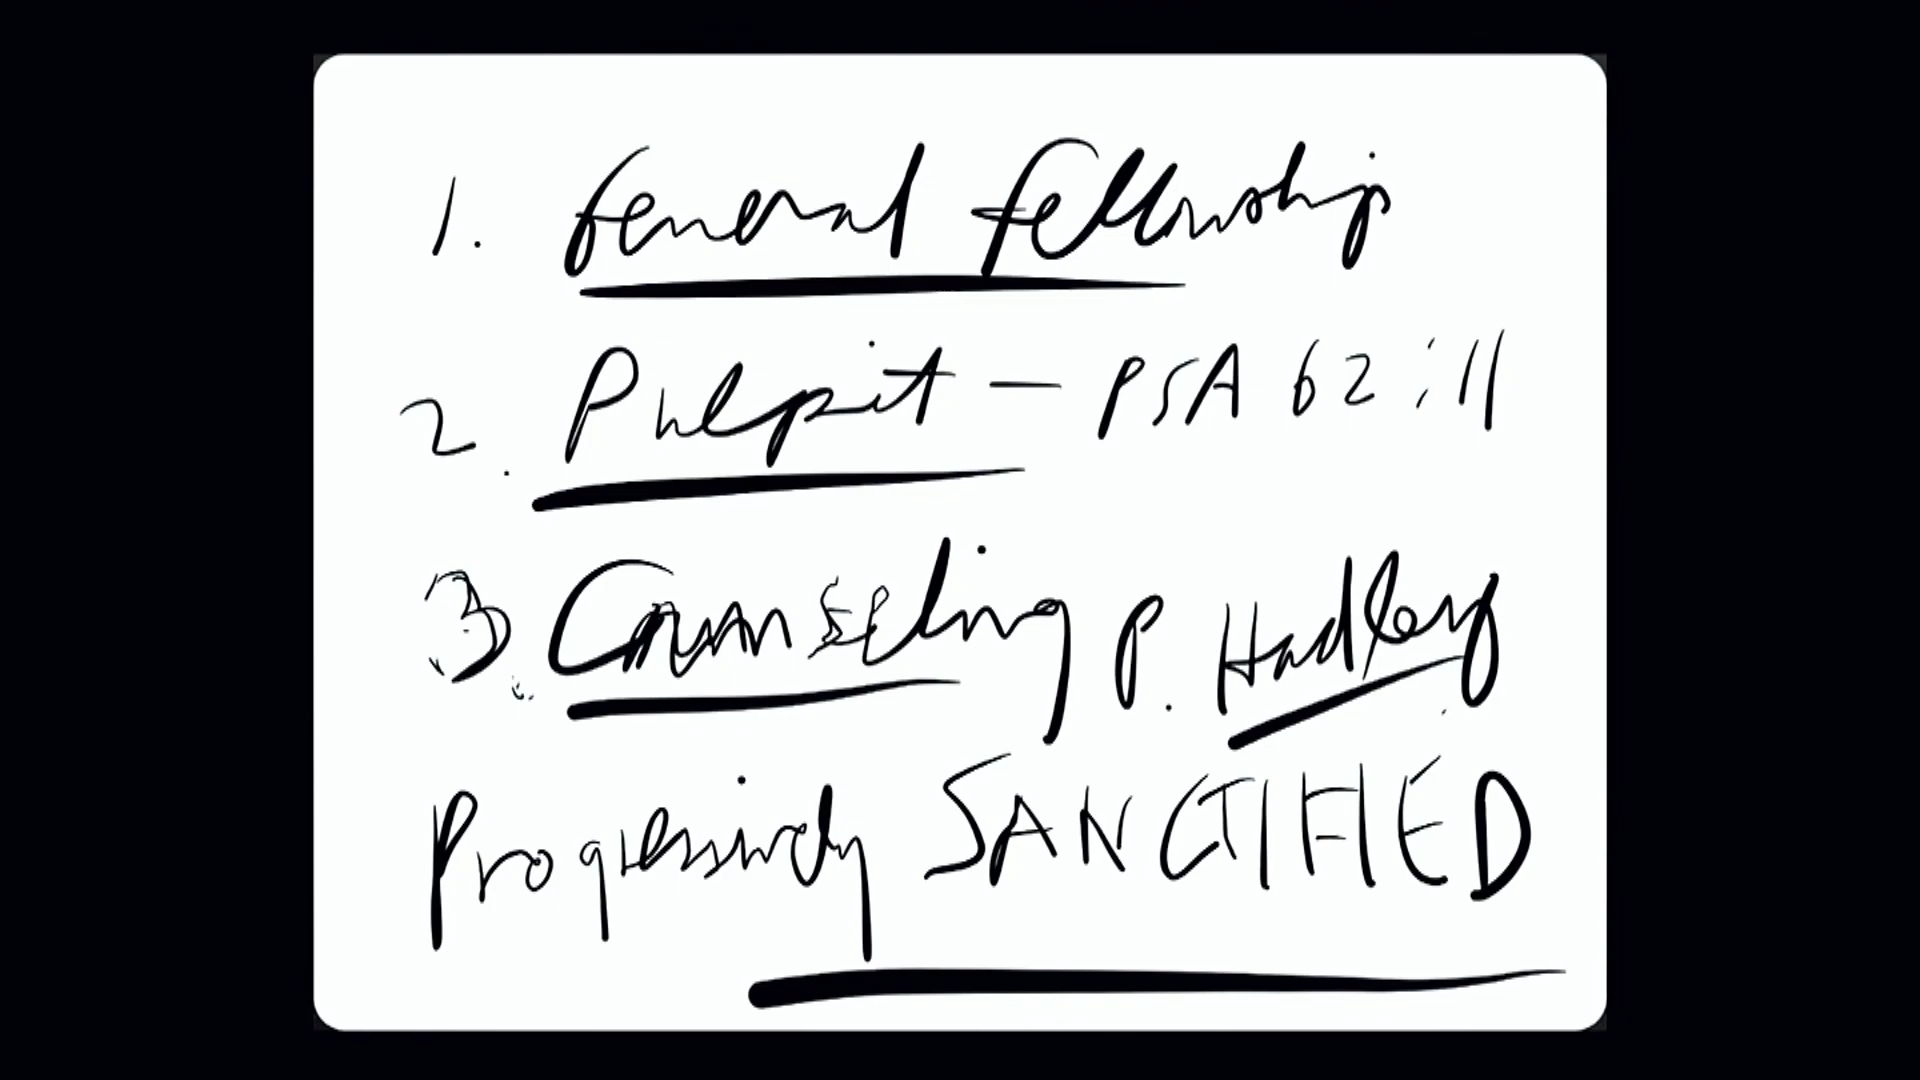 1. General fellowship
2. Pulpit - PSA 62:11
3. Counseling P. Hadley
Progressively SANCTIFIED